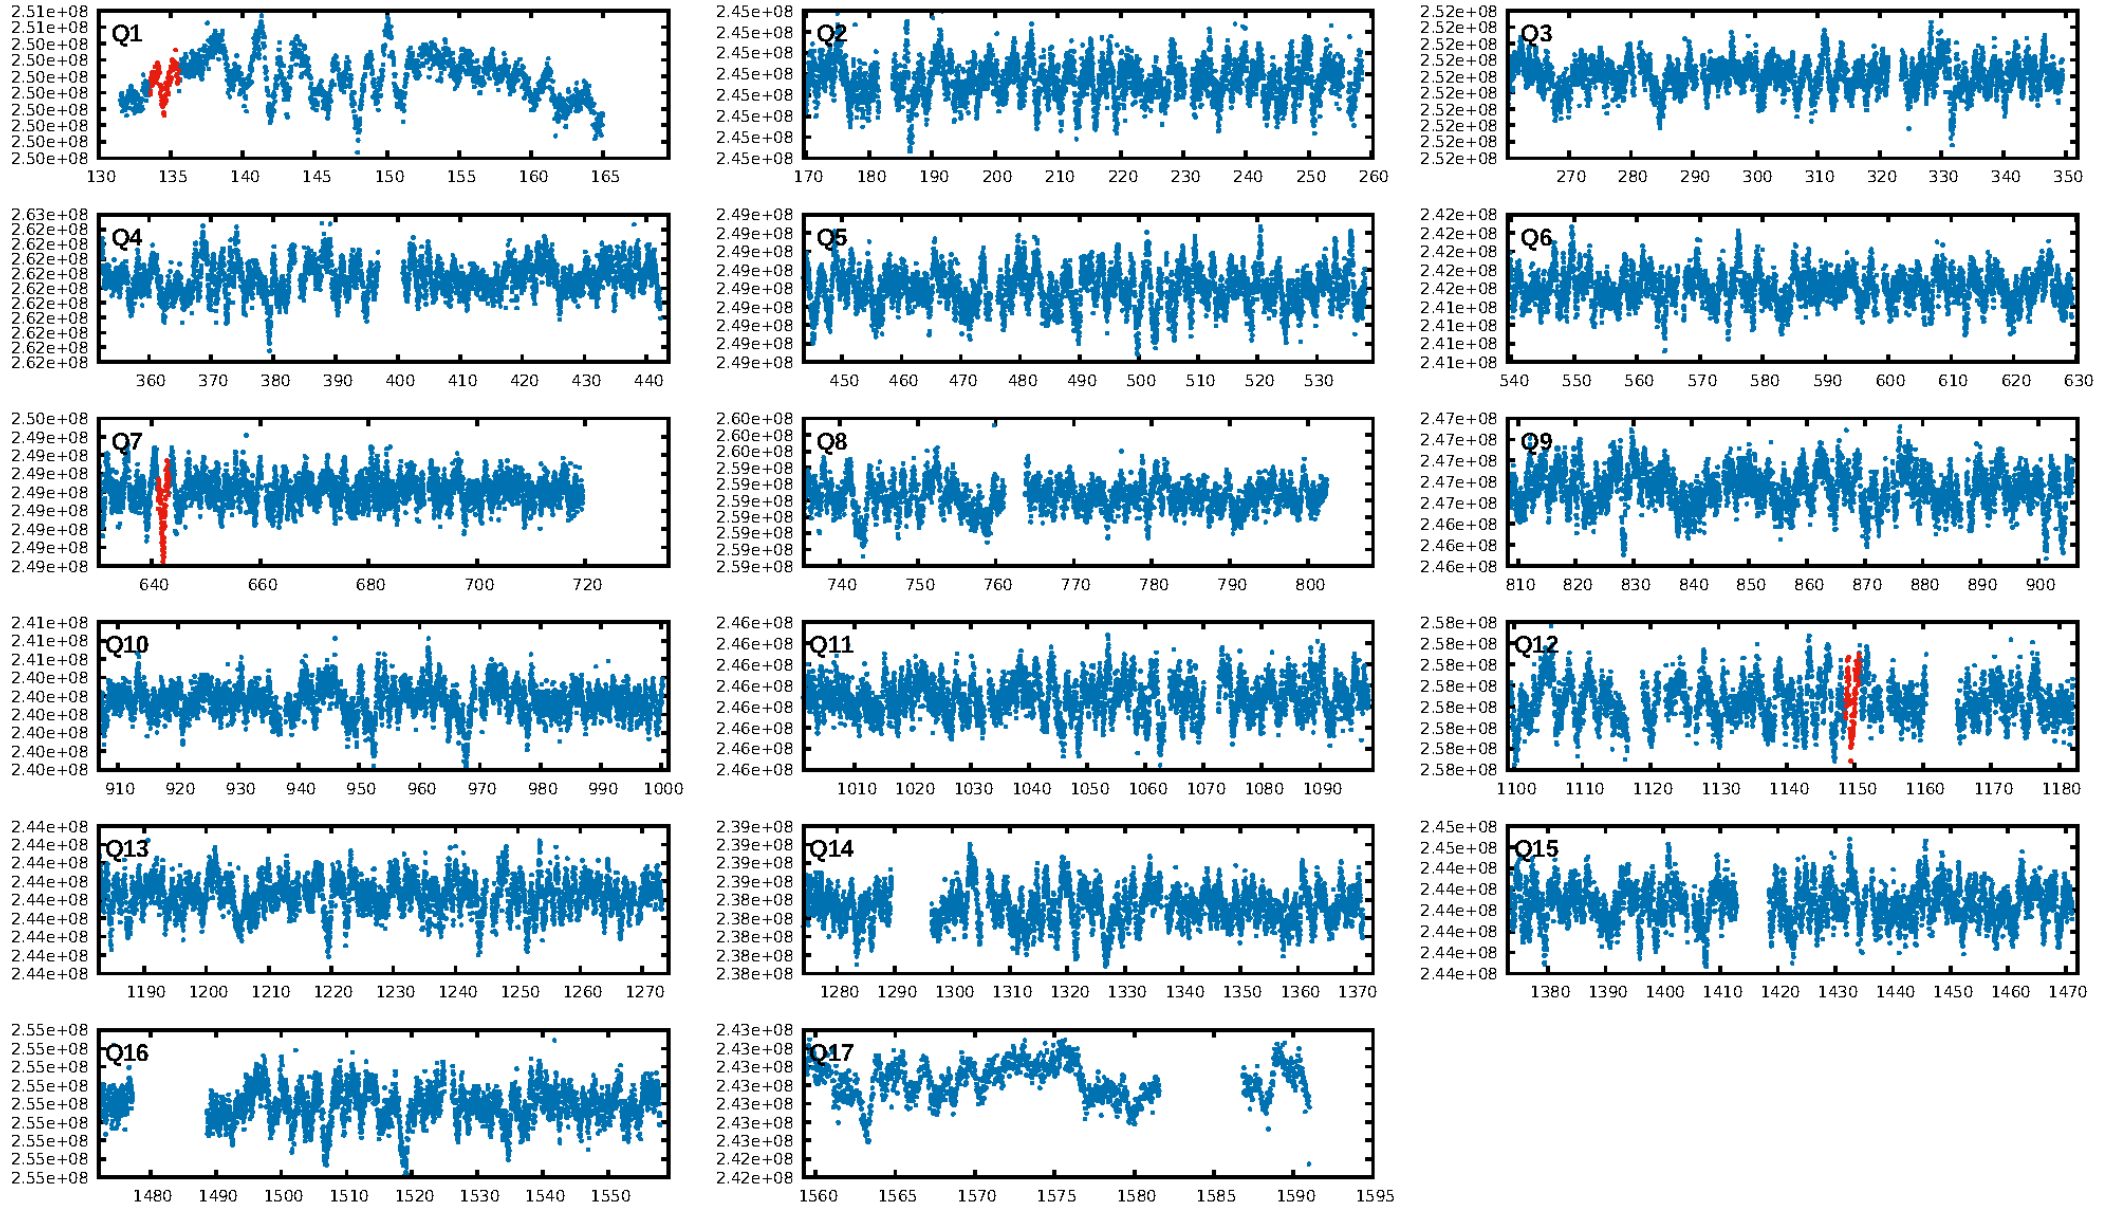 2.51e+08 2.51e+08 2.50e+08 2.50e+08 2.50e+08 2.50e+08 2.50e+08 2.50e+08 2.50e+08 2.50e+08
Q1
130 135 140 145 150 155 160 165
2.45e+08 2.45e+08 2.45e+08 2.45e+08 2.45e+08 2.45e+08 2.45e+08 2.45e+08
Q2
170 180 190 200 210 220 230 240 250 260
2.52e+08 2.52e+08 2.52e+08 2.52e+08 2.52e+08 2.52e+08 2.52e+08 2.52e+08 2.52e+08 2.52e+08
Q3
270 280 290 300 310 320 330 340 350
2.63e+08 2.62e+08 2.62e+08 2.62e+08 2.62e+08 2.62e+08 2.62e+08 2.62e+08 2.62e+08 2.62e+08 2.62e+08
Q4
360 370 380 390 400 410 420 430 440
2.49e+08 2.49e+08 2.49e+08 2.49e+08 2.49e+08 2.49e+08 2.49e+08 2.49e+08 2.49e+08
Q5
450 460 470 480 490 500 510 520 530
2.42e+08 2.42e+08 2.42e+08 2.42e+08 2.42e+08 2.41e+08 2.41e+08 2.41e+08 2.41e+08
Q6
540 550 560 570 580 590 600 610 620 630
2.50e+08 2.49e+08 2.49e+08 2.49e+08 2.49e+08 2.49e+08 2.49e+08 2.49e+08 2.49e+08
Q7
640 660 680 700 720
2.60e+08 2.60e+08 2.60e+08 2.59e+08 2.59e+08 2.59e+08 2.59e+08 2.59e+08 2.59e+08 2.59e+08
Q8
740 750 760 770 780 790 800
2.47e+08 2.47e+08 2.47e+08 2.47e+08 2.47e+08 2.46e+08 2.46e+08 2.46e+08
Q9
810 820 830 840 850 860 870 880 890 900
2.41e+08 2.41e+08 2.41e+08 2.40e+08 2.40e+08 2.40e+08 2.40e+08 2.40e+08 2.40e+08
Q10
910 920 930 940 950 960 970 980 990 1000
2.46e+08 2.46e+08 2.46e+08 2.46e+08 2.46e+08 2.46e+08 2.46e+08 2.46e+08
Q11
1010 1020 1030 1040 1050 1060 1070 1080 1090
2.58e+08 2.58e+08 2.58e+08 2.58e+08 2.58e+08 2.58e+08 2.58e+08 2.58e+08
Q12
1100 1110 1120 1130 1140 1150 1160 1170 1180
2.44e+08 2.44e+08 2.44e+08 2.44e+08 2.44e+08 2.44e+08 2.44e+08 2.44e+08 2.44e+08
Q13
1190 1200 1210 1220 1230 1240 1250 1260 1270
2.39e+08 2.39e+08 2.39e+08 2.39e+08 2.38e+08 2.38e+08 2.38e+08 2.38e+08 2.38e+08
Q14
1280 1290 1300 1310 1320 1330 1340 1350 1360 1370
2.45e+08 2.45e+08 2.44e+08 2.44e+08 2.44e+08 2.44e+08 2.44e+08 2.44e+08
Q15
1380 1390 1400 1410 1420 1430 1440 1450 1460 1470
2.55e+08 2.55e+08 2.55e+08 2.55e+08 2.55e+08 2.55e+08 2.55e+08 2.55e+08 2.55e+08
Q16
1480 1490 1500 1510 1520 1530 1540 1550
2.43e+08 2.43e+08 2.43e+08 2.43e+08 2.43e+08 2.43e+08 2.43e+08 2.42e+08 2.42e+08
Q17
1560 1565 1570 1575 1580 1585 1590 1595